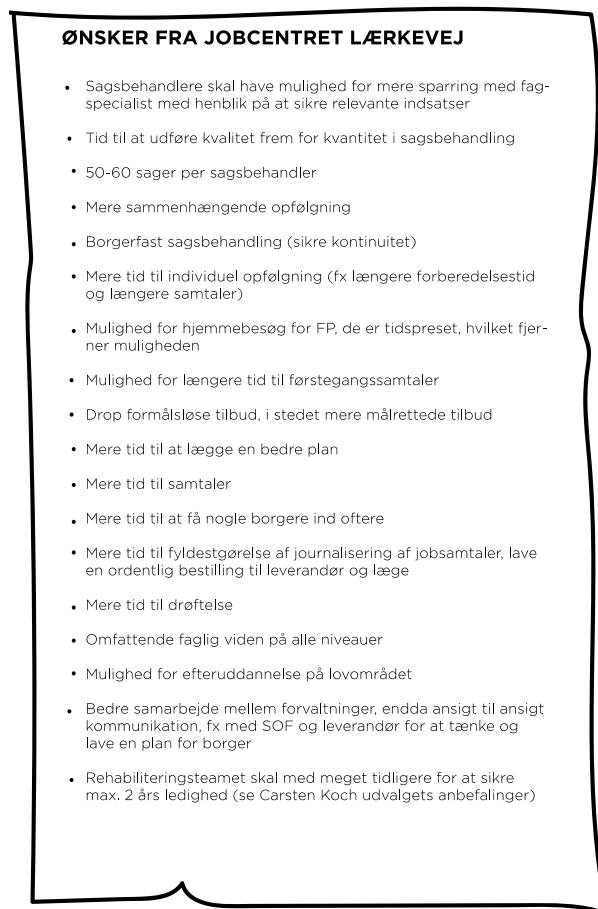 ØNSKER FRA JOBCENTRET LÆRKEVEJ
• Sagsbehandlere skal have mulighed for mere sparring med fag-
specialist med henblik på at sikre relevante indsatser
• Tid til at udføre kvalitet frem for kvantitet i sagsbehandling
• 50-60 sager per sagsbehandler
• Mere sammenhængende opfølgning
• Borgerfast sagsbehandling (sikre kontinuitet)
• Mere tid til individuel opfølgning (fx længere forberedelsestid
og længere samtaler)
• Mulighed for hjemmebesøg for FP, de er tidspreset, hvilket fjer-
ner muligheden
• Mulighed for længere tid til førstegangssamtaler
• Drop formålsløse tilbud, i stedet mere målrettede tilbud
• Mere tid til at lægge en bedre plan
• Mere tid til samtaler
• Mere tid til at få nogle borgere ind oftere
• Mere tid til fyldestgørelse af journalisering af jobsamtaler, lave
en ordentlig bestilling til leverandør og læge
• Mere tid til drøftelse
• Omfattende faglig viden på alle niveauer
• Mulighed for efteruddannelse på lovområdet
• Bedre samarbejde mellem forvaltninger, endda ansigt til ansigt
kommunikation, fx med SOF og leverandør for at tænke og
lave en plan for borger
• Rehabiliteringsteamet skal med meget tidligere for at sikre
max. 2 års ledighed (se Carsten Koch udvalgets anbefalinger)